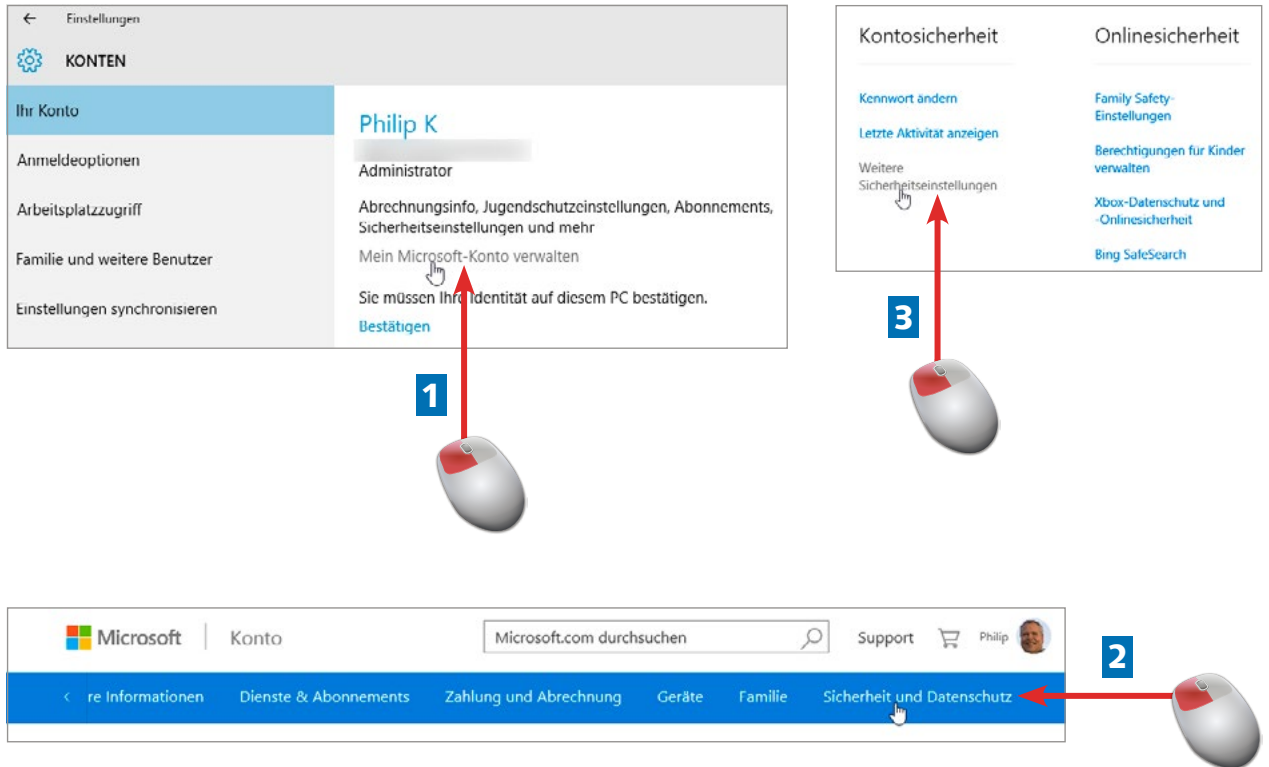 Einstellungen
KONTEN
Ihr Konto
Anmeldeoptionen
Arbeitsplatzzugriff
Familie und weitere Benutzer
Einstellungen synchronisieren
Philip K
Administrator
Abrechnungsinfo, Jugendschutzeinstellungen, Abonnements,
Sicherheitseinstellungen und mehr
Mein Microsoft-Konto verwalten
Sie müssen Ihre Identität auf diesem PC bestätigen.
Bestätigen
1
Kontosicherheit
Kennwort ändern
Letzte Aktivität anzeigen
Weitere
Sicherheitseinstellungen
Onlinesicherheit
Family Safety-
Einstellungen
Berechtigungen für Kinder
verwalten
Xbox-Datenschutz und
-Onlinesicherheit
Bing SafeSearch
3
Microsoft Konto
Microsoft.com durchsuchen
Support
Philip
re Informationen Dienste & Abonnements Zahlung und Abrechnung Geräte Familie Sicherheit und Datenschutz
2